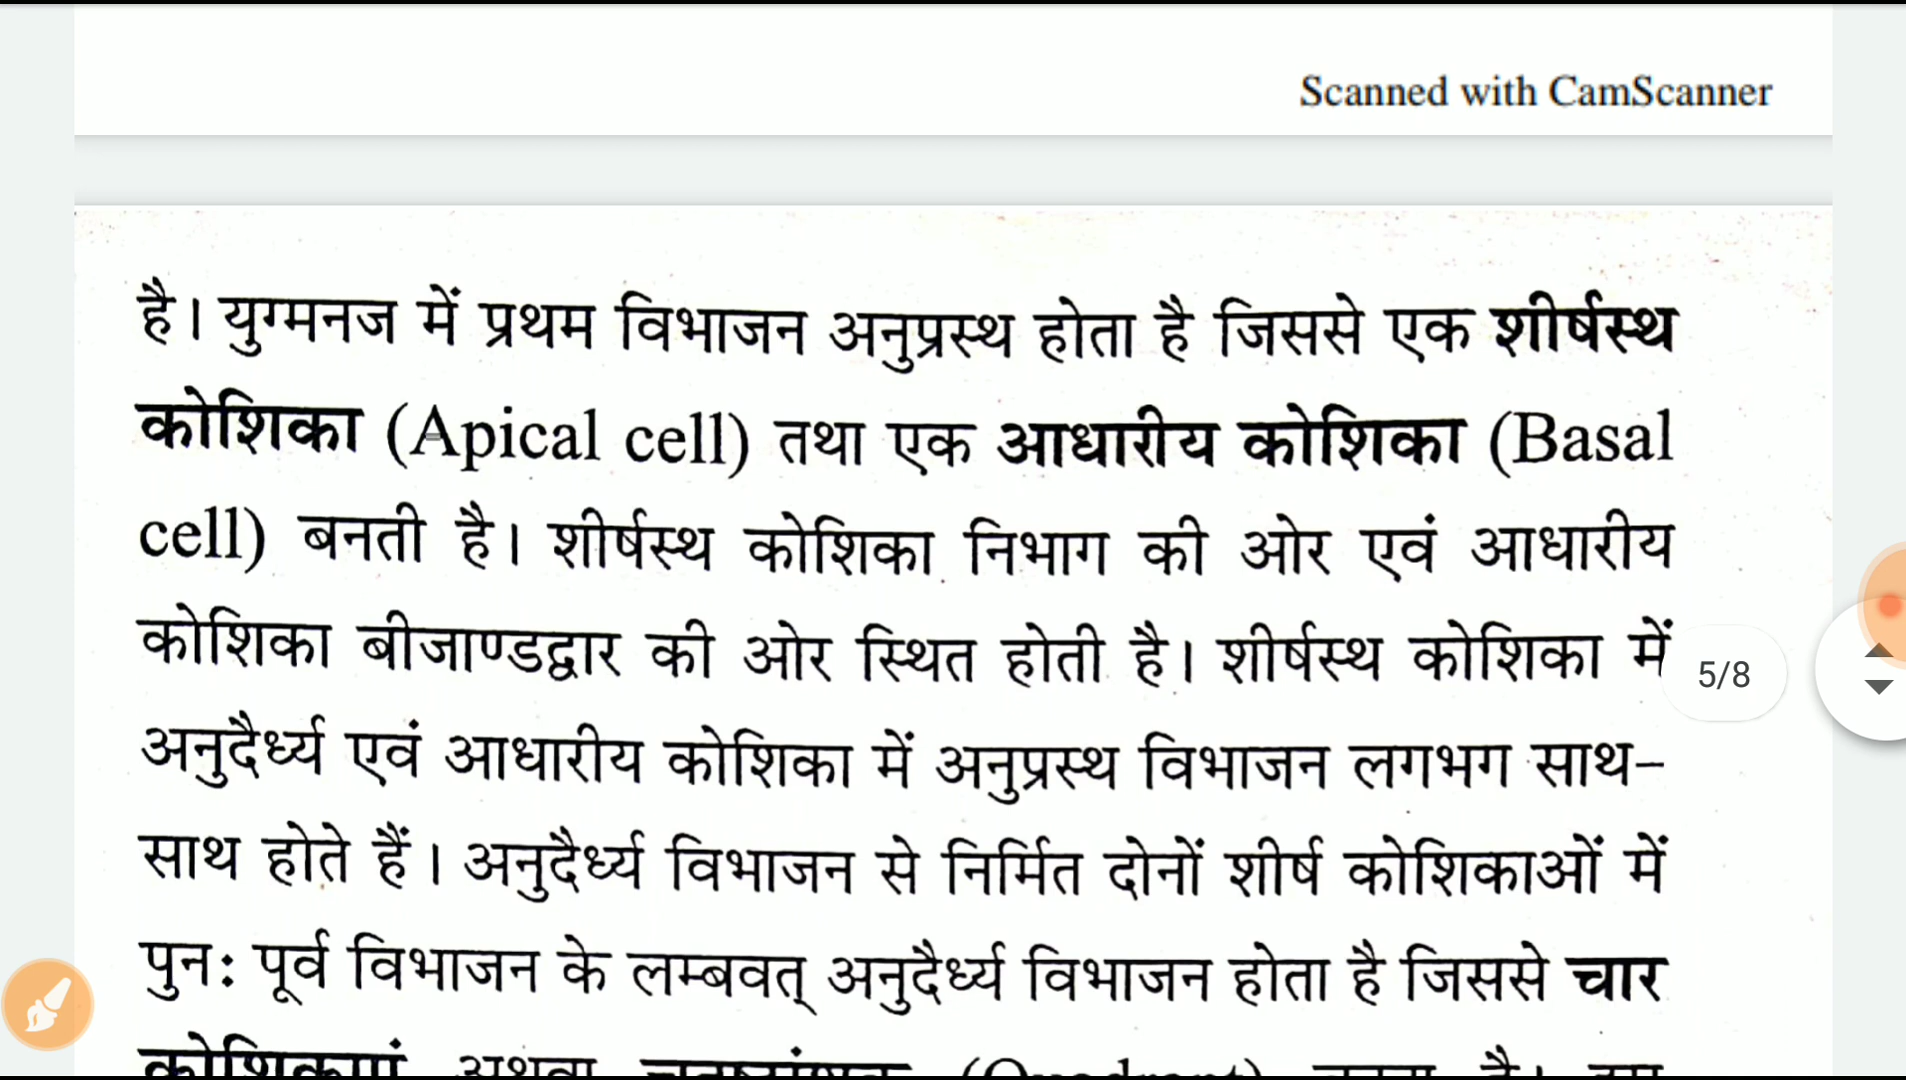 Scanned with CamScanner
है। युग्मनज में प्रथम विभाजन अनुप्रस्थ होता है जिससे एक शीर्षस्थ
कोशिका (Apical cell) तथा एक आधारीय कोशिका (Basal
cell) बनती है। शीर्षस्थ कोशिका निभाग की ओर एवं आधारीय
कोशिका बीजाण्डद्वार की ओर स्थित होती है। शीर्षस्थ कोशिका में
5/8
अनुदैर्ध्य एवं आधारीय कोशिका में अनुप्रस्थ विभाजन लगभग साथ-
साथ होते हैं। अनुदैर्ध्य विभाजन से निर्मित दोनों शीर्ष कोशिकाओं में
पुनः पूर्व विभाजन के लम्बवत् अनुदैर्ध्य विभाजन होता है जिससे चार
कोशिकाएं अथवा (Quadrant) है।